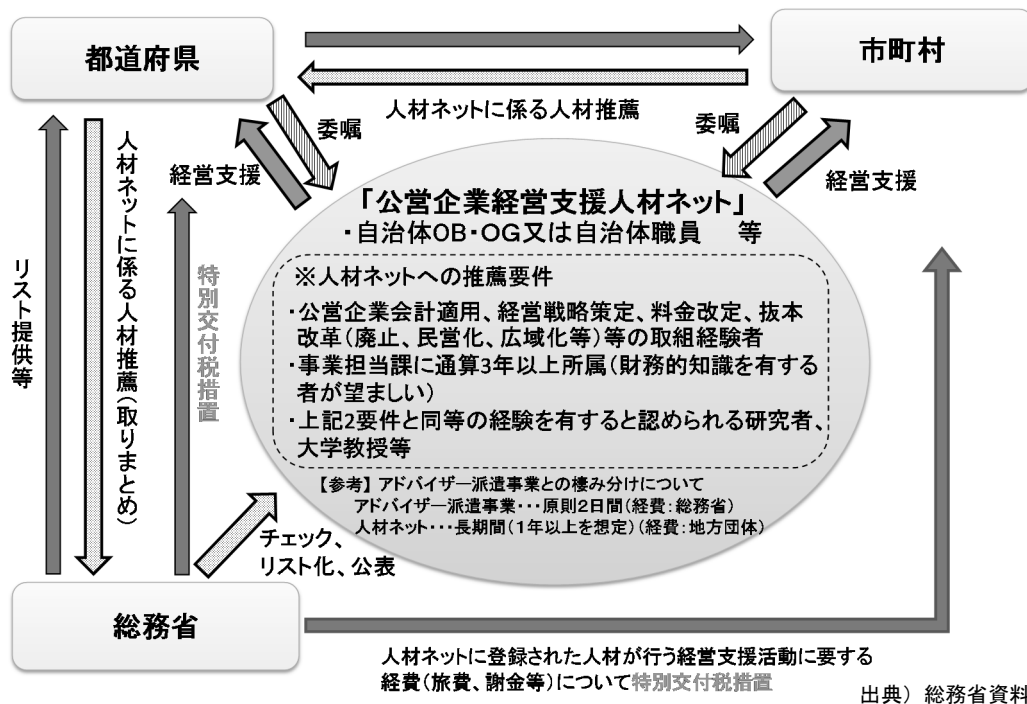 都道府県
市町村
人材ネットに係る人材推薦
委嘱
委嘱
経営支援
経営支援
リスト提供等
人材ネットに係る人材推薦(取りまとめ)
特別交付税措置
「公営企業経営支援人材ネット」
・自治体OB・OG又は自治体職員　等
※人材ネットへの推薦要件
・公営企業会計適用、経営戦略策定、料金改定、抜本
改革(廃止、民営化、広域化等)等の取組経験者
・事業担当課に通算3年以上所属(財務的知識を有する
者が望ましい)
・上記2要件と同等の経験を有すると認められる研究者、
大学教授等
【参考】アドバイザー派遣事業との棲み分けについて
アドバイザー派遣事業・・・原則2日間(経費:総務省)
人材ネット・・・長期間(1年以上を想定)(経費:地方団体)
チェック、
リスト化、公表
総務省
人材ネットに登録された人材が行う経営支援活動に要する
経費(旅費、謝金等)について特別交付税措置
出典）総務省資料